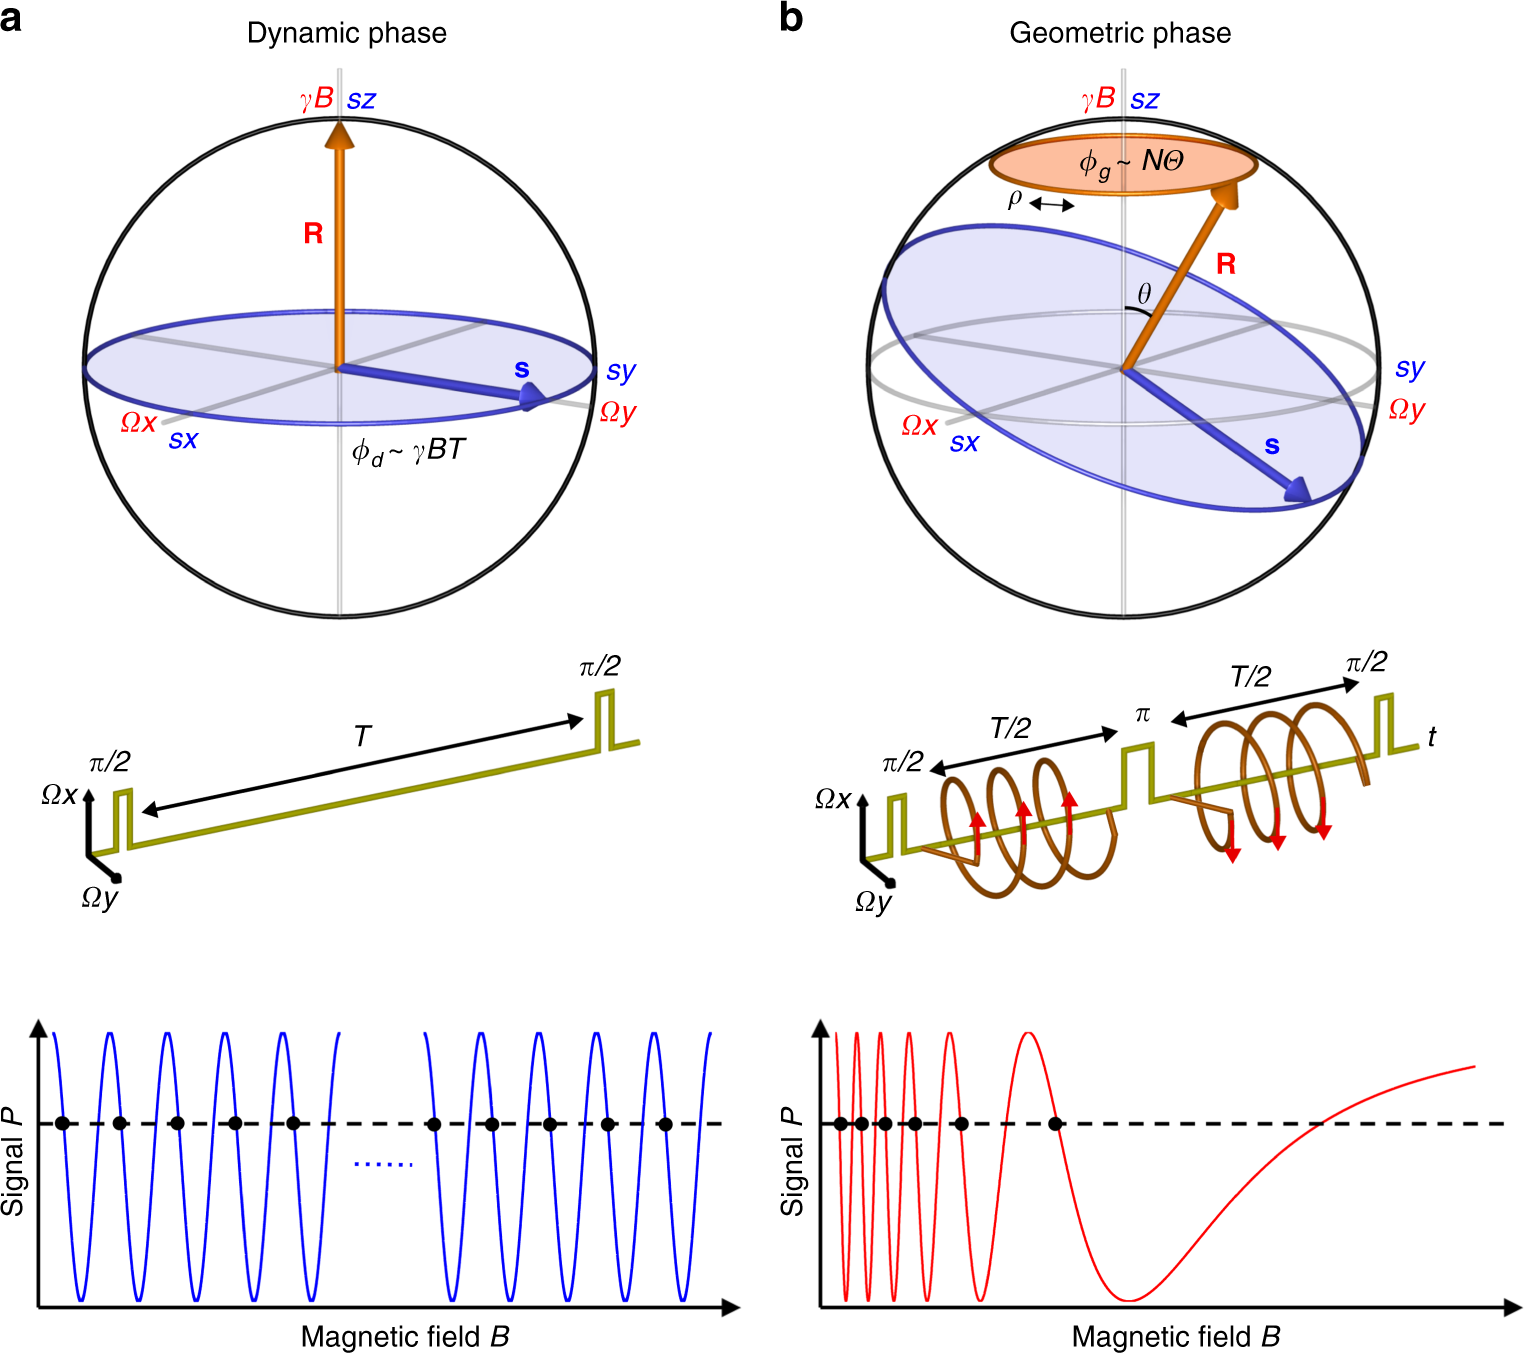 a
Dynamic phase
γB sz
R
s
sy
Ωx
Ωy
sx
ϕd ~ γBT
π/2
T
π/2
Ωx
Ωy
Signal P
Magnetic field B
b
Geometric phase
γB sz
ϕg ~ NΘ
ρ
R
θ
sy
Ωx
Ωy
sx
s
π/2
T/2
π
T/2
π/2
t
Ωx
Ωy
Signal P
Magnetic field B